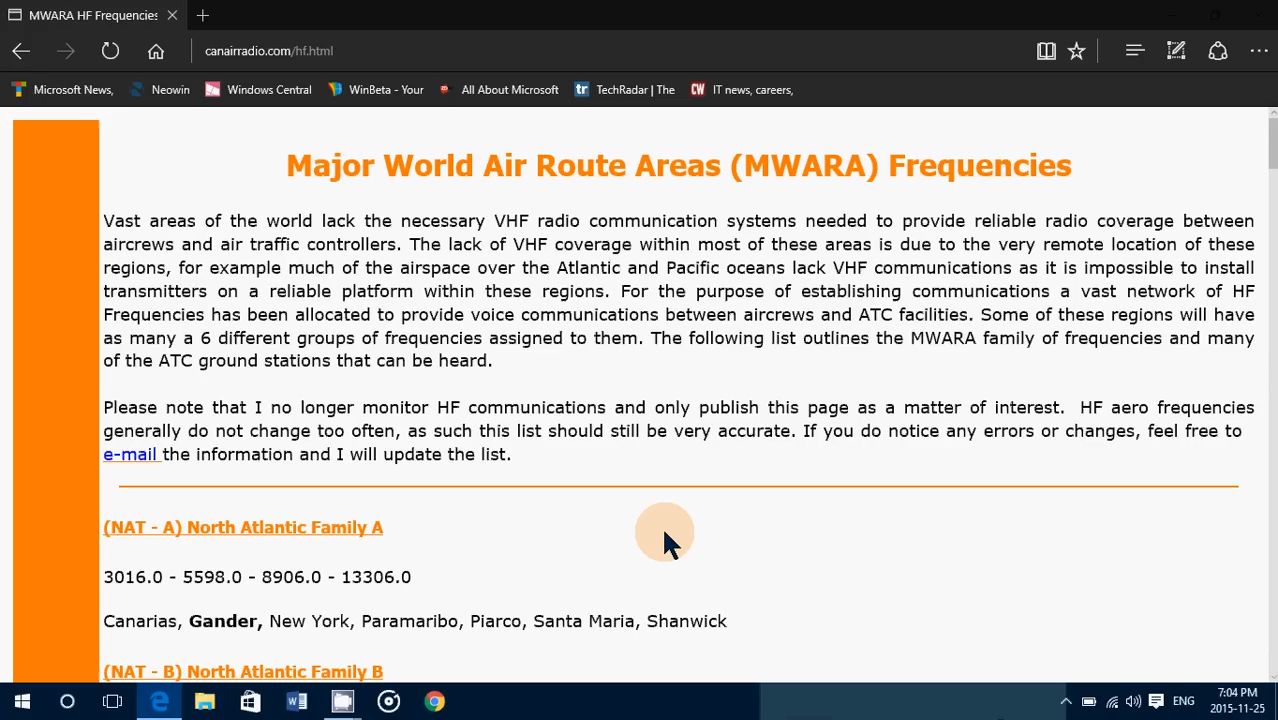 MWARA HF Frequencies
canairradio.com/hf.html
Microsoft News, Neowin Windows Central WinBeta - Your All About Microsoft TechRadar | The IT news, careers,
Major World Air Route Areas (MWARA) Frequencies
Vast areas of the world lack the necessary VHF radio communication systems needed to provide reliable radio coverage between
aircrews and air traffic controllers. The lack of VHF coverage within most of these areas is due to the very remote location of these
regions, for example much of the airspace over the Atlantic and Pacific oceans lack VHF communications as it is impossible to install
transmitters on a reliable platform within these regions. For the purpose of establishing communications a vast network of HF
Frequencies has been allocated to provide voice communications between aircrews and ATC facilities. Some of these regions will have
as many a 6 different groups of frequencies assigned to them. The following list outlines the MWARA family of frequencies and many
of the ATC ground stations that can be heard.
Please note that I no longer monitor HF communications and only publish this page as a matter of interest. HF aero frequencies
generally do not change too often, as such this list should still be very accurate. If you do notice any errors or changes, feel free to
e-mail the information and I will update the list.
(NAT - A) North Atlantic Family A
3016.0 - 5598.0 - 8906.0 - 13306.0
Canarias, Gander, New York, Paramaribo, Piarco, Santa Maria, Shanwick
(NAT - B) North Atlantic Family B
ENG
7:04 PM
2015-11-25